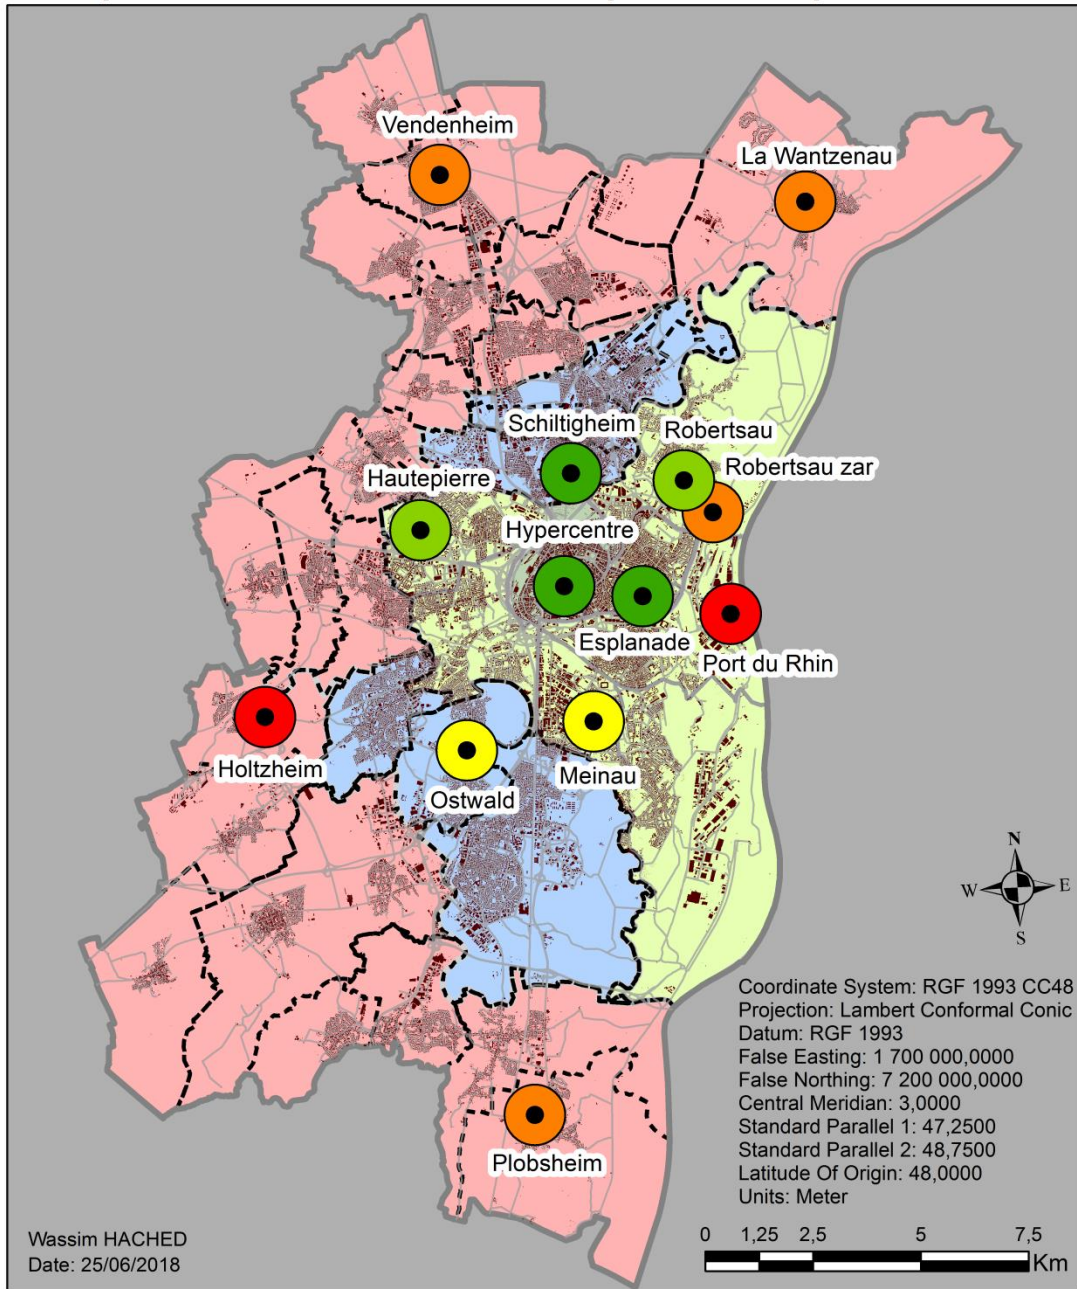 Vendenheim
La Wantzenau
Schiltigheim
Robertsau
Hautepierre
Robertsau zar
Hypercentre
Esplanade
Port du Rhin
Holtzheim
Ostwald
Meinau
N
W
E
S
Coordinate System: RGF 1993 CC48
Projection: Lambert Conformal Conic
Datum: RGF 1993
False Easting: 1 700 000,0000
False Northing: 7 200 000,0000
Central Meridian: 3,0000
Standard Parallel 1: 47,2500
Standard Parallel 2: 48,7500
Latitude Of Origin: 48,0000
Units: Meter
Plobsheim
Wassim HACHED
Date: 25/06/2018
0 1,25 2,5 5 7,5
Km